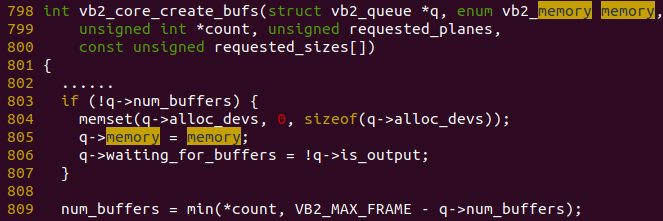 798 int vb2_core_create_bufs(struct vb2_queue *q, enum vb2_memory memory,
799     unsigned int *count, unsigned requested_planes,
800     const unsigned requested_sizes[])
801 {
802   ......
803   if (!q->num_buffers) {
804     memset(q->alloc_devs, 0, sizeof(q->alloc_devs));
805     q->memory = memory;
806     q->waiting_for_buffers = !q->is_output;
807   }
808
809   num_buffers = min(*count, VB2_MAX_FRAME - q->num_buffers);